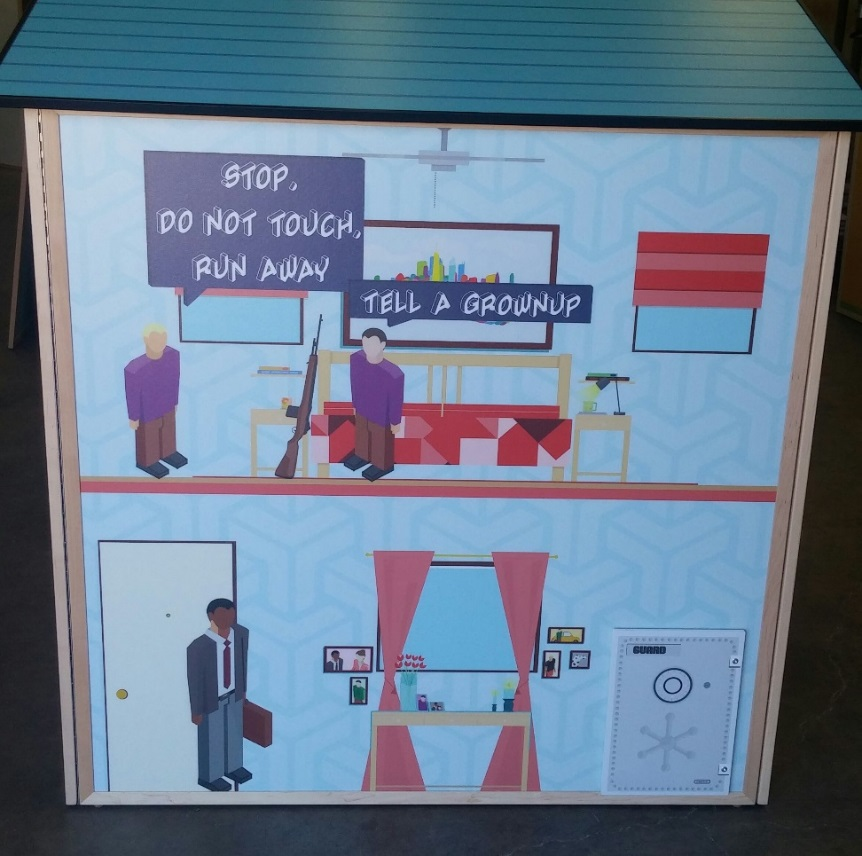 STOP.
DO NOT TOUCH.
RUN AWAY
TELL A GROWNUP
GUARD